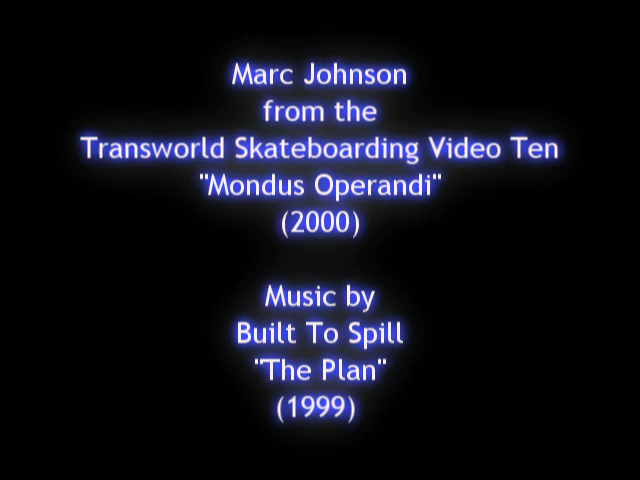 Marc Johnson
from the
Transworld Skateboarding Video Ten
"Mondus Operandi"
(2000)
Music by
Built To Spill
"The Plan"
(1999)